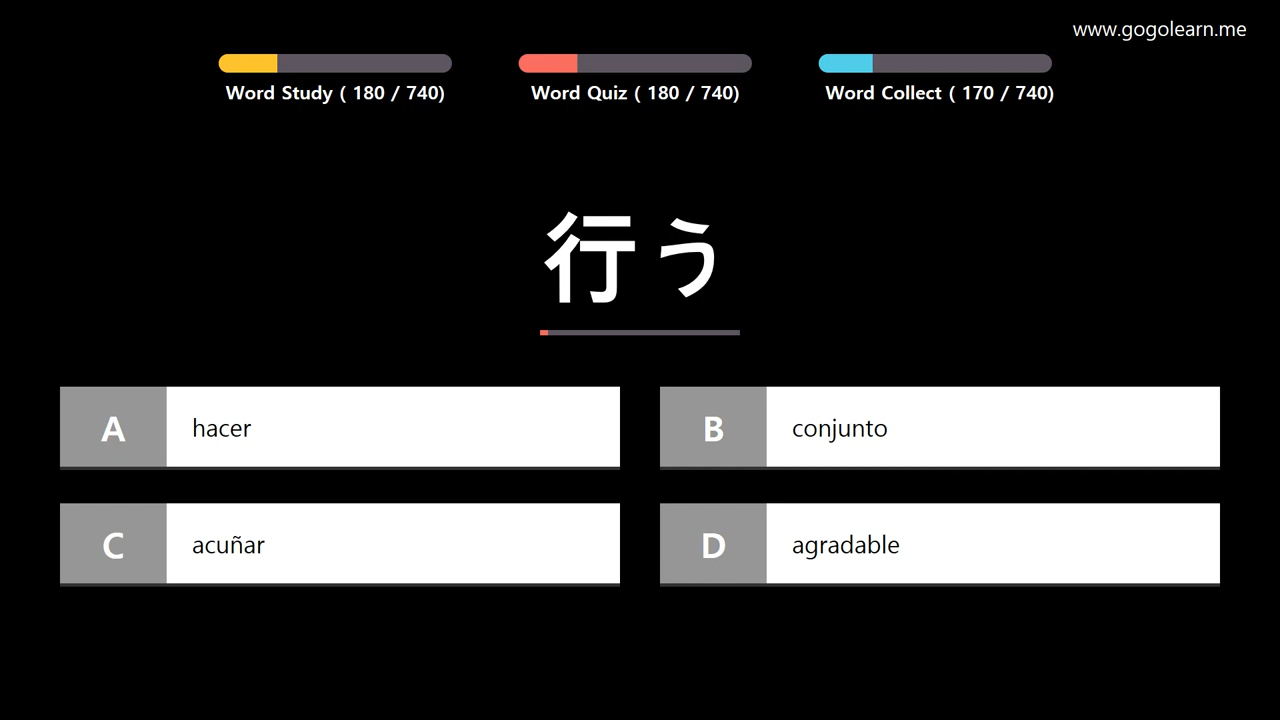 www.gogolearn.me
Word Study ( 180 / 740)
Word Quiz ( 180 / 740)
Word Collect ( 170 / 740)
行う
A hacer
B conjunto
C acuñar
D agradable